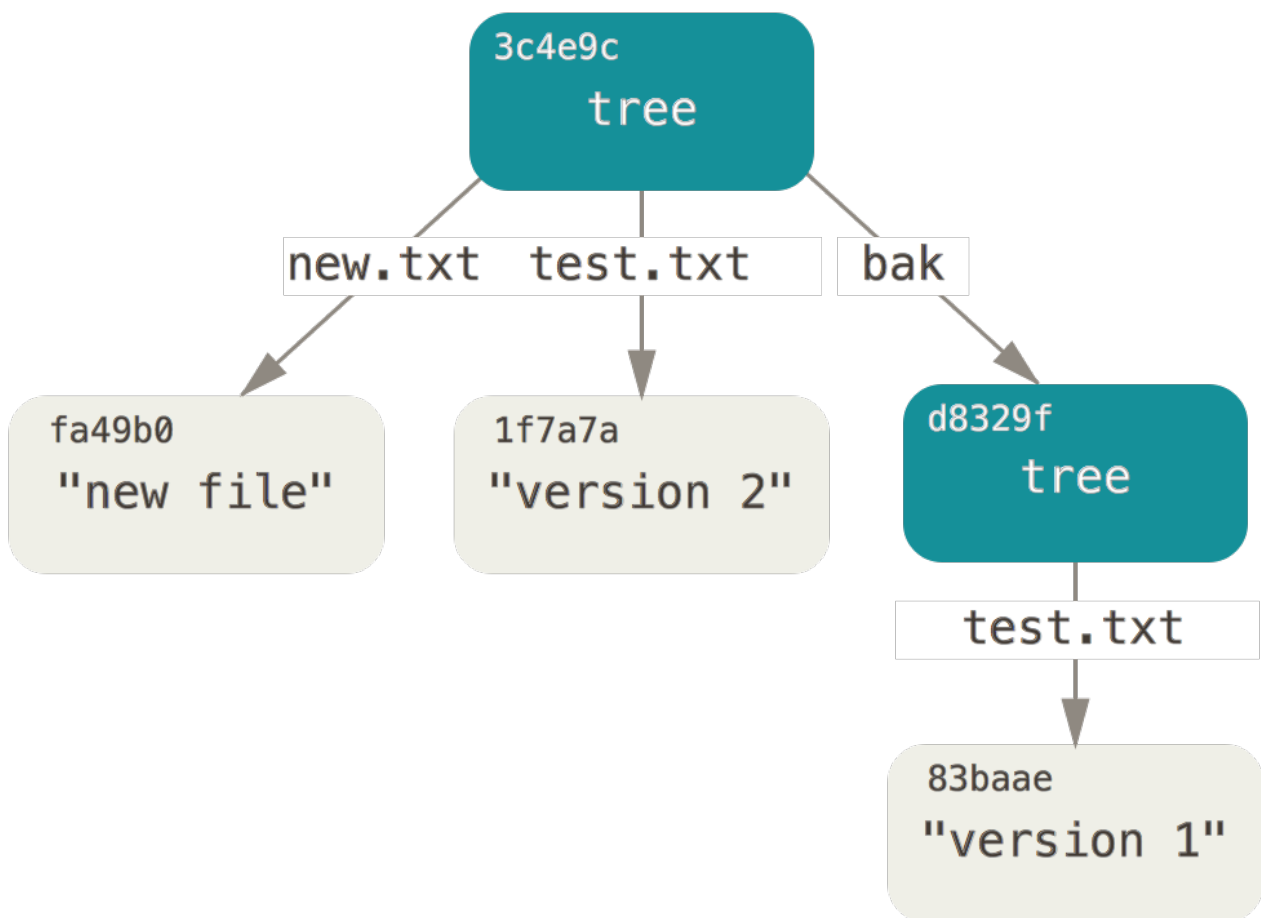 3c4e9c
tree
new.txt test.txt bak
fa49b0
"new file"
1f7a7a
"version 2"
d8329f
tree
test.txt
83baae
"version 1"